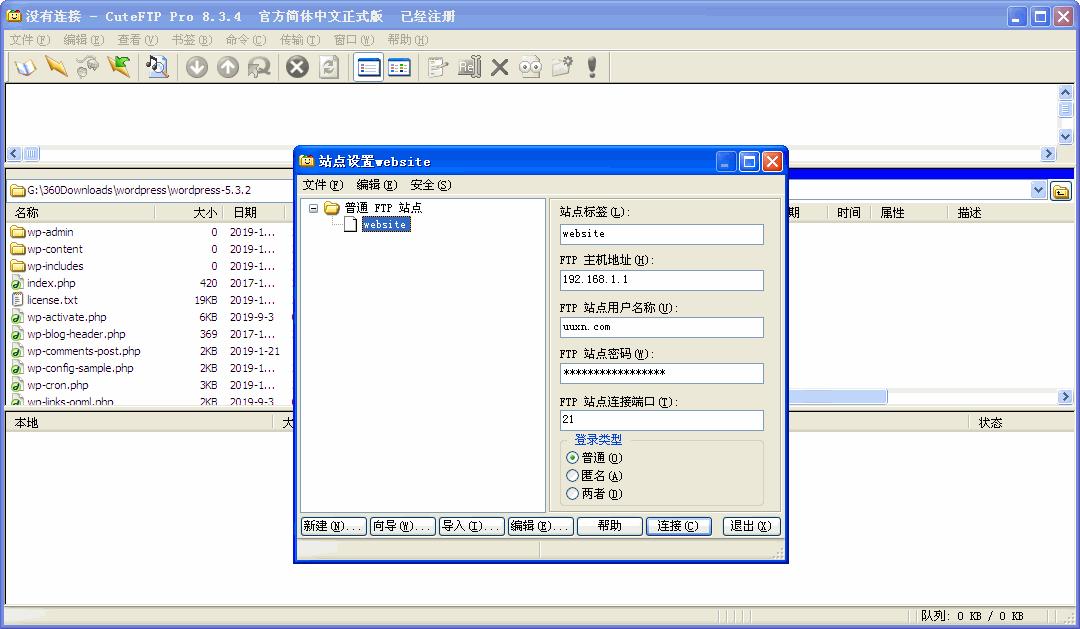 没有连接 - CuteFTP Pro 8.3.4 官方简体中文正式版 已经注册
文件(F) 编辑(E) 查看(V) 书签(B) 命令(C) 传输(T) 窗口(W) 帮助(H)
G:\360Downloads\wordpress\wordpress-5.3.2
名称 大小 日期
wp-admin 0 2019-1...
wp-content 0 2019-1...
wp-includes 0 2019-1...
index.php 420 2017-1...
license.txt 19KB 2019-1...
wp-activate.php 6KB 2019-9-3
wp-blog-header.php 369 2017-1...
wp-comments-post.php 2KB 2019-1-21
wp-config-sample.php 2KB 2019-1...
wp-cron.php 3KB 2019-1...
wp-links-opml.php 2KB 2019-9-3
期 时间 属性 描述
站点设置website
文件(F) 编辑(E) 安全(S)
普通 FTP 站点
website
站点标签(L):
website
FTP 主机地址(H):
192.168.1.1
FTP 站点用户名称(U):
uuxn.com
FTP 站点密码(W):
*****************
FTP 站点连接端口(T):
21
登录类型
普通(O)
匿名(A)
两者(D)
新建(N)... 向导(W)... 导入(I)... 编辑(E)... 帮助 连接(C) 退出(X)
本地 大 状态
队列: 0 KB / 0 KB